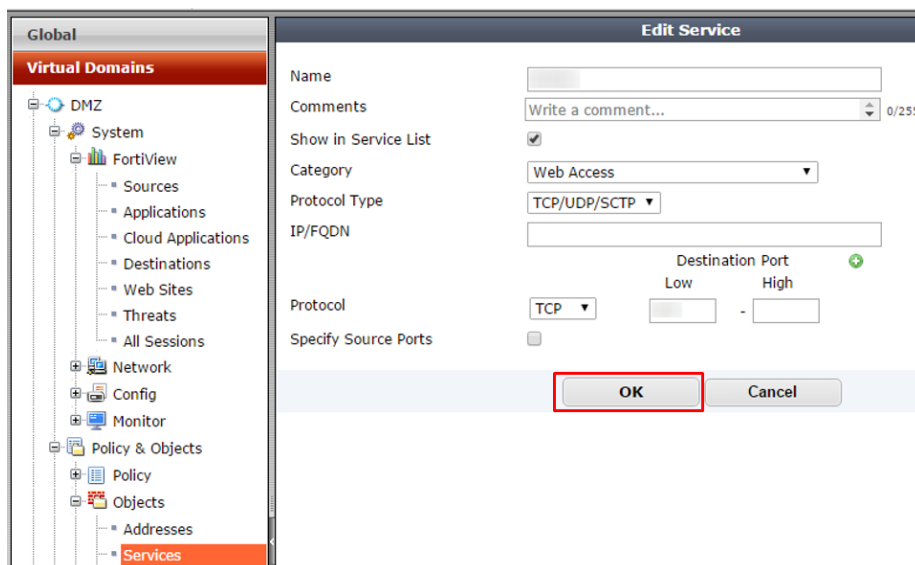 Global
Virtual Domains
DMZ
System
FortiView
Sources
Applications
Cloud Applications
Destinations
Web Sites
Threats
All Sessions
Network
Config
Monitor
Policy & Objects
Policy
Objects
Addresses
Services
Edit Service
Name
Comments
Write a comment...
Show in Service List
Category
Web Access
Protocol Type
TCP/UDP/SCTP
IP/FQDN
Destination Port
Low High
Protocol
TCP
-
Specify Source Ports
OK Cancel